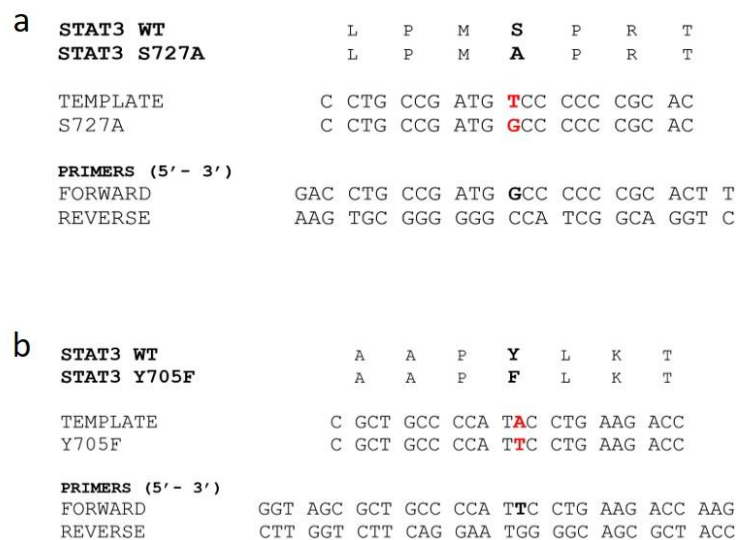 a
STAT3 WT L P M S P R T
STAT3 S727A L P M A P R T
TEMPLATE C CTG CCG ATG TCC CCC CGC AC
S727A C CTG CCG ATG GCC CCC CGC AC
PRIMERS (5'- 3')
FORWARD GAC CTG CCG ATG GCC CCC CGC ACT T
REVERSE AAG TGC GGG GGG CCA TCG GCA GGT C
b
STAT3 WT A A P Y L K T
STAT3 Y705F A A P F L K T
TEMPLATE C GCT GCC CCA TAC CTG AAG ACC
Y705F C GCT GCC CCA TTC CTG AAG ACC
PRIMERS (5'- 3')
FORWARD GGT AGC GCT GCC CCA TTC CTG AAG ACC AAG
REVERSE CTT GGT CTT CAG GAA TGG GGC AGC GCT ACC